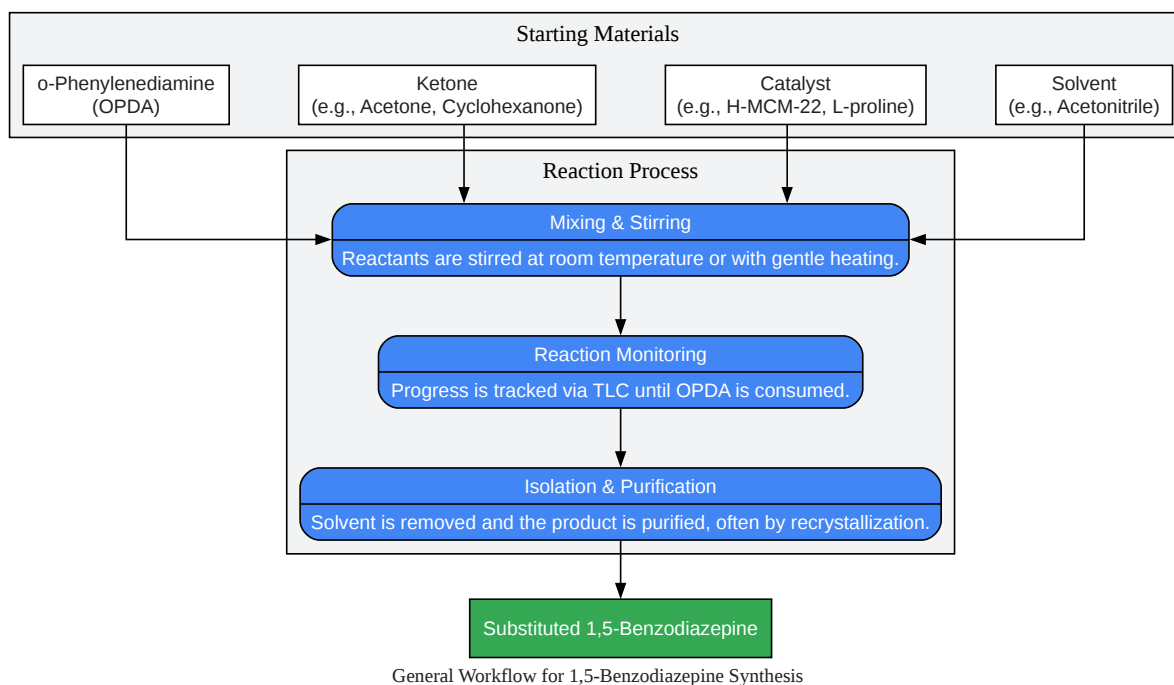 Starting Materials
o-Phenylenediamine
(OPDA)
Ketone
(e.g., Acetone, Cyclohexanone)
Catalyst
(e.g., H-MCM-22, L-proline)
Solvent
(e.g., Acetonitrile)
Reaction Process
Mixing & Stirring
Reactants are stirred at room temperature or with gentle heating.
Reaction Monitoring
Progress is tracked via TLC until OPDA is consumed.
Isolation & Purification
Solvent is removed and the product is purified, often by recrystallization.
Substituted 1,5-Benzodiazepine
General Workflow for 1,5-Benzodiazepine Synthesis